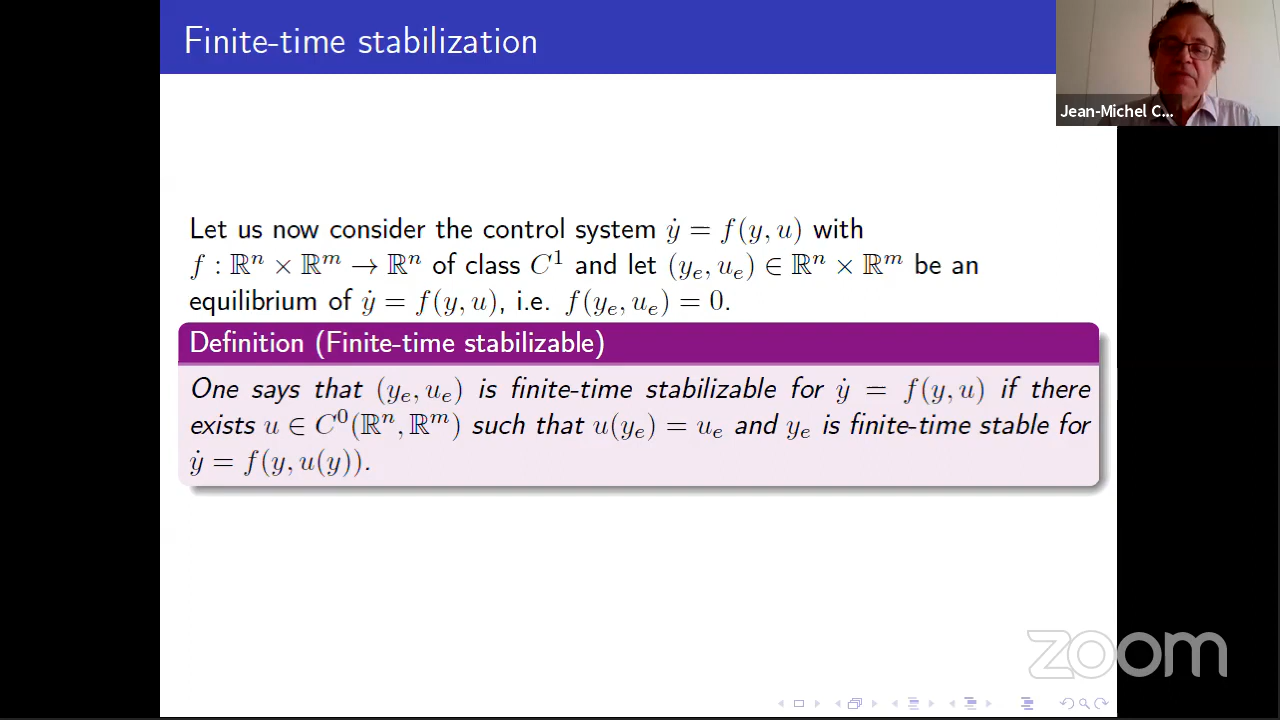 Finite-time stabilization
Jean-Michel C...
Let us now consider the control system ẏ = f(y, u) with
f : ℝⁿ × ℝᵐ → ℝⁿ of class C¹ and let (yₑ, uₑ) ∈ ℝⁿ × ℝᵐ be an
equilibrium of ẏ = f(y, u), i.e. f(yₑ, uₑ) = 0.
Definition (Finite-time stabilizable)
One says that (yₑ, uₑ) is finite-time stabilizable for ẏ = f(y, u) if there
exists u ∈ C⁰(ℝⁿ, ℝᵐ) such that u(yₑ) = uₑ and yₑ is finite-time stable for
ẏ = f(y, u(y)).
zoom